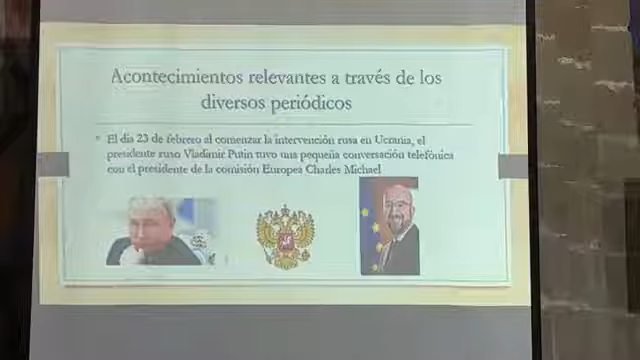 Acontecimientos relevantes a través de los
diversos periódicos
El día 23 de febrero al comenzar la intervención rusa en Ucrania, el
presidente ruso Vladimir Putin tuvo una pequeña conversación telefónica
con el presidente de la comisión Europea Charles Michael